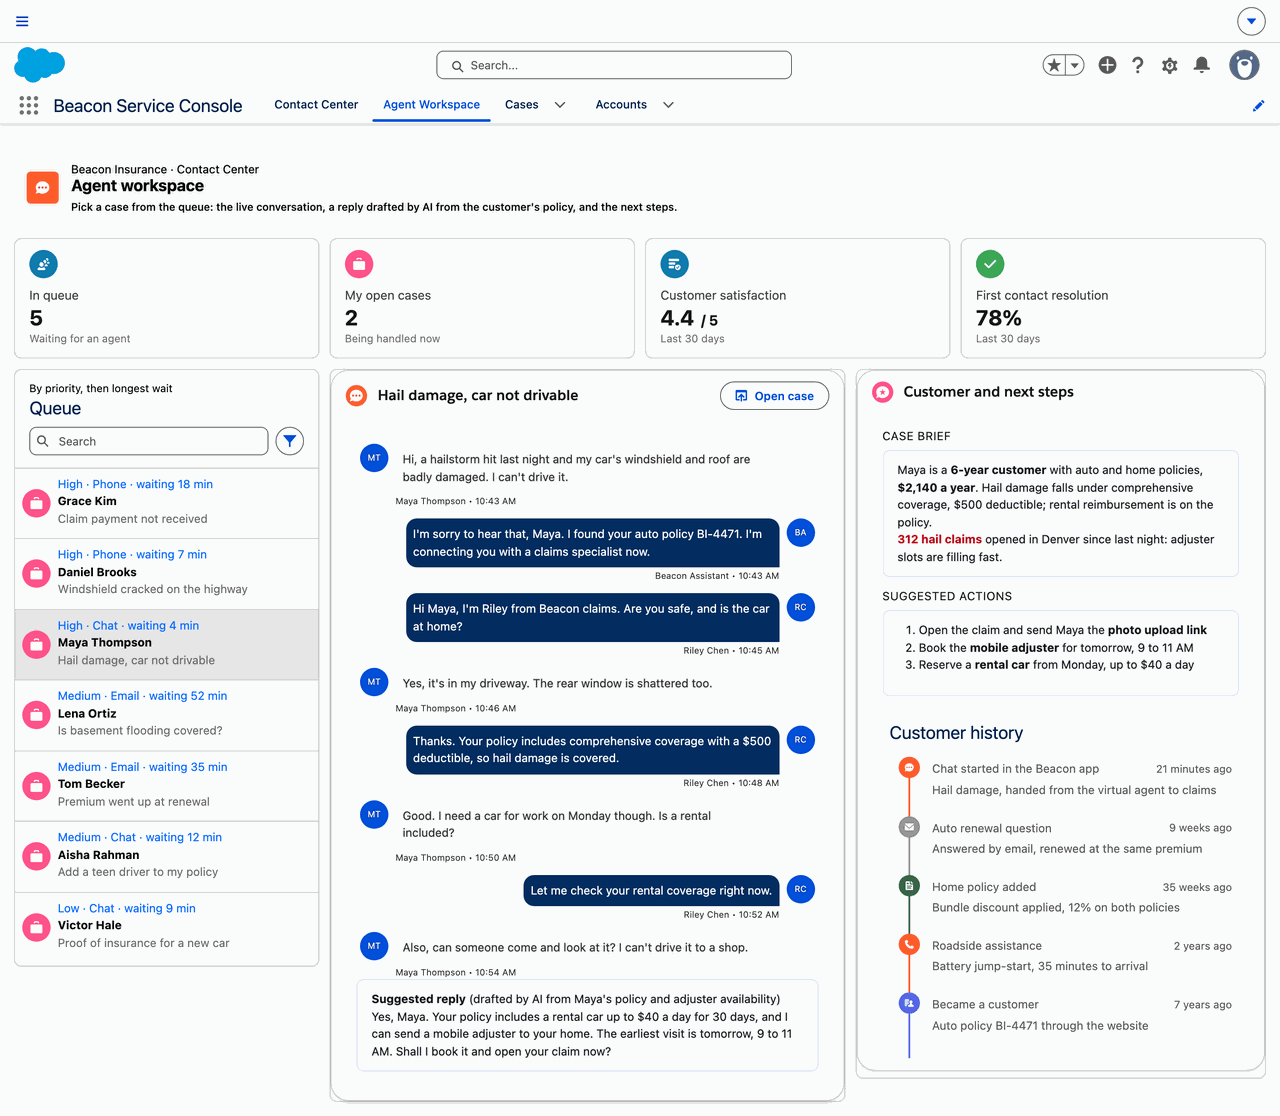 Search...
Beacon Service Console
Contact Center
Agent Workspace
Cases
Accounts
Beacon Insurance · Contact Center
Agent workspace
Pick a case from the queue: the live conversation, a reply drafted by AI from the customer's policy, and the next steps.
In queue
5
Waiting for an agent
My open cases
2
Being handled now
Customer satisfaction
4.4 / 5
Last 30 days
First contact resolution
78%
Last 30 days
By priority, then longest wait
Queue
Search
High · Phone · waiting 18 min
Grace Kim
Claim payment not received
High · Phone · waiting 7 min
Daniel Brooks
Windshield cracked on the highway
High · Chat · waiting 4 min
Maya Thompson
Hail damage, car not drivable
Medium · Email · waiting 52 min
Lena Ortiz
Is basement flooding covered?
Medium · Email · waiting 35 min
Tom Becker
Premium went up at renewal
Medium · Chat · waiting 12 min
Aisha Rahman
Add a teen driver to my policy
Low · Chat · waiting 9 min
Victor Hale
Proof of insurance for a new car
Hail damage, car not drivable
Open case
MT
Hi, a hailstorm hit last night and my car's windshield and roof are
badly damaged. I can't drive it.
Maya Thompson • 10:43 AM
I'm sorry to hear that, Maya. I found your auto policy BI-4471. I'm
connecting you with a claims specialist now.
BA
Beacon Assistant • 10:43 AM
Hi Maya, I'm Riley from Beacon claims. Are you safe, and is the car
at home?
RC
Riley Chen • 10:45 AM
MT
Yes, it's in my driveway. The rear window is shattered too.
Maya Thompson • 10:46 AM
Thanks. Your policy includes comprehensive coverage with a $500
deductible, so hail damage is covered.
RC
Riley Chen • 10:48 AM
MT
Good. I need a car for work on Monday though. Is a rental
included?
Maya Thompson • 10:50 AM
Let me check your rental coverage right now.
RC
Riley Chen • 10:52 AM
MT
Also, can someone come and look at it? I can't drive it to a shop.
Maya Thompson • 10:54 AM
Suggested reply (drafted by AI from Maya's policy and adjuster availability)
Yes, Maya. Your policy includes a rental car up to $40 a day for 30 days, and I
can send a mobile adjuster to your home. The earliest visit is tomorrow, 9 to 11
AM. Shall I book it and open your claim now?
Customer and next steps
CASE BRIEF
Maya is a 6-year customer with auto and home policies,
$2,140 a year. Hail damage falls under comprehensive
coverage, $500 deductible; rental reimbursement is on the
policy.
312 hail claims opened in Denver since last night: adjuster
slots are filling fast.
SUGGESTED ACTIONS
1. Open the claim and send Maya the photo upload link
2. Book the mobile adjuster for tomorrow, 9 to 11 AM
3. Reserve a rental car from Monday, up to $40 a day
Customer history
Chat started in the Beacon app
21 minutes ago
Hail damage, handed from the virtual agent to claims
Auto renewal question
9 weeks ago
Answered by email, renewed at the same premium
Home policy added
35 weeks ago
Bundle discount applied, 12% on both policies
Roadside assistance
2 years ago
Battery jump-start, 35 minutes to arrival
Became a customer
7 years ago
Auto policy BI-4471 through the website